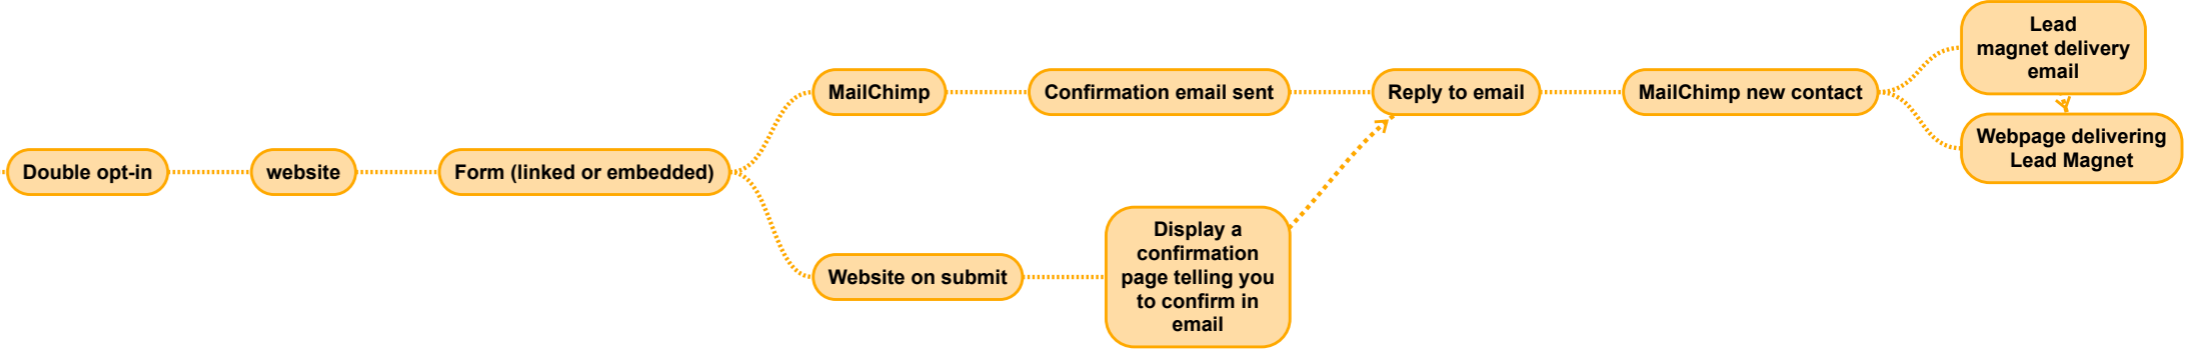 Double opt-in
website
Form (linked or embedded)
MailChimp
Confirmation email sent
Reply to email
MailChimp new contact
Lead
magnet delivery
email
Webpage delivering
Lead Magnet
Website on submit
Display a
confirmation
page telling you
to confirm in
email